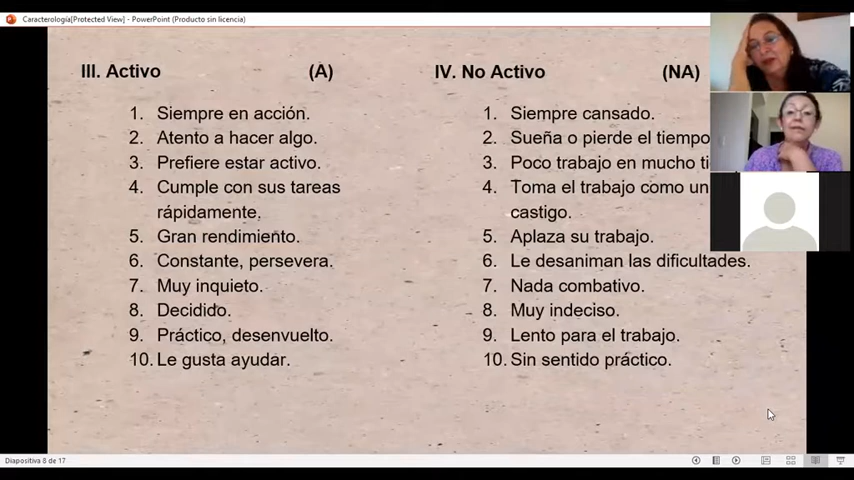 Caracterología[Protected View] - PowerPoint (Producto sin licencia)
III. Activo (A)
1. Siempre en acción.
2. Atento a hacer algo.
3. Prefiere estar activo.
4. Cumple con sus tareas
rápidamente.
5. Gran rendimiento.
6. Constante, persevera.
7. Muy inquieto.
8. Decidido.
9. Práctico, desenvuelto.
10. Le gusta ayudar.
IV. No Activo (NA)
1. Siempre cansado.
2. Sueña o pierde el tiempo
3. Poco trabajo en mucho
4. Toma el trabajo como un
castigo.
5. Aplaza su trabajo.
6. Le desaniman las dificultades.
7. Nada combativo.
8. Muy indeciso.
9. Lento para el trabajo.
10. Sin sentido práctico.
Diapositiva 8 de 17